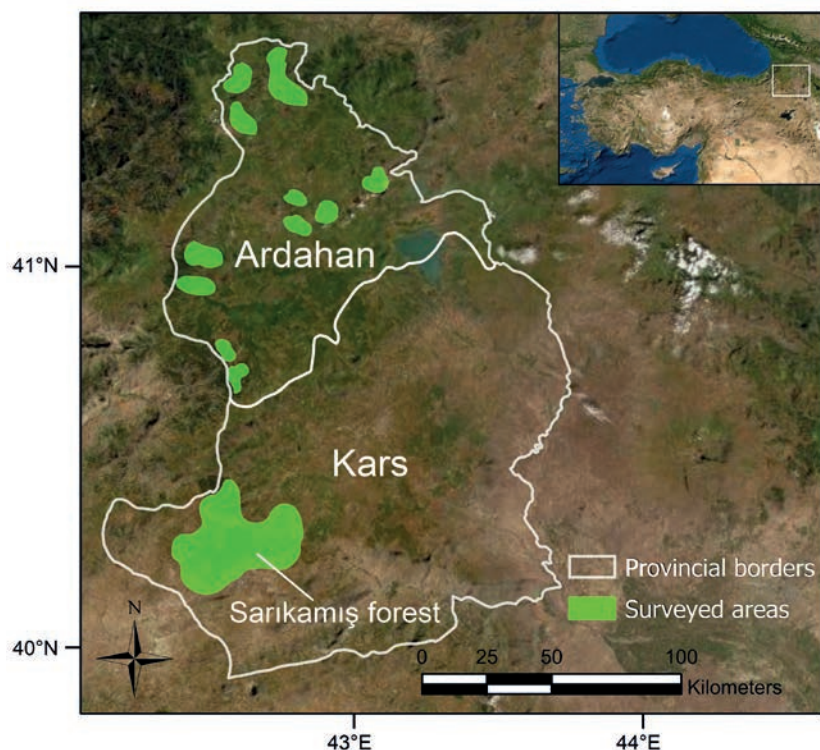 41°N
Ardahan
Kars
Provincial borders
Surveyed areas
Sarıkamış forest
N
40°N
0 25 50 100
Kilometers
43°E 44°E